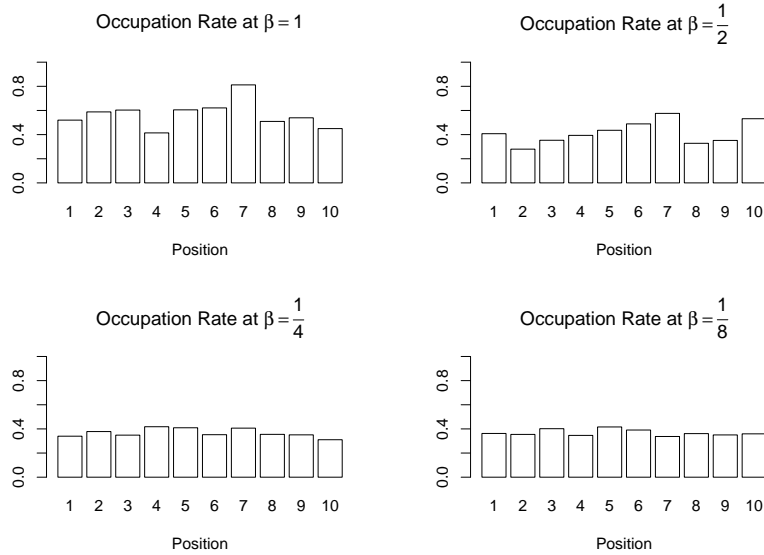 Occupation Rate at β = 1
0.0 0.4 0.8
1 2 3 4 5 6 7 8 9 10
Position
Occupation Rate at β = 1/2
0.0 0.4 0.8
1 2 3 4 5 6 7 8 9 10
Position
Occupation Rate at β = 1/4
0.0 0.4 0.8
1 2 3 4 5 6 7 8 9 10
Position
Occupation Rate at β = 1/8
0.0 0.4 0.8
1 2 3 4 5 6 7 8 9 10
Position